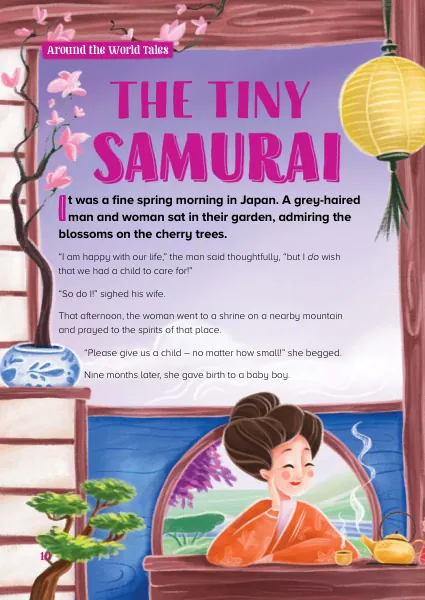 Around the World Tales
THE TINY
SAMURAI
It was a fine spring morning in Japan. A grey-haired
man and woman sat in their garden, admiring the
blossoms on the cherry trees.
“I am happy with our life,” the man said thoughtfully, “but I do wish
that we had a child to care for!”
“So do I!” sighed his wife.
That afternoon, the woman went to a shrine on a nearby mountain
and prayed to the spirits of that place.
“Please give us a child – no matter how small!” she begged.
Nine months later, she gave birth to a baby boy.
10